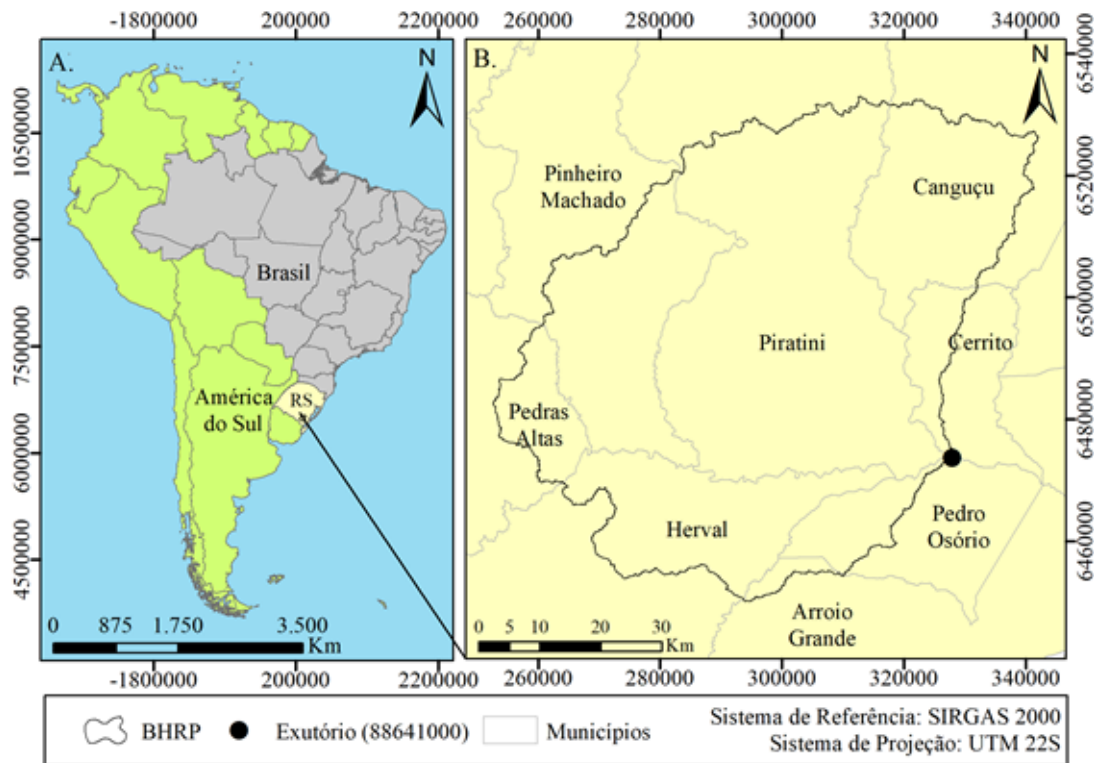 -1800000 200000 2200000
260000 280000 300000 320000 340000
A.
N
B.
N
10500000
9000000
7500000
6000000
4500000
6540000
6520000
6500000
6480000
6460000
Pinheiro
Machado
Canguçu
Brasil
Piratini
Cerrito
América
do Sul
RS
Pedras
Altas
Herval
Pedro
Osório
Arroio
Grande
0 875 1.750 3.500
Km
0 5 10 20 30
Km
-1800000 200000 2200000
260000 280000 300000 320000 340000
BHRP
Exutório (88641000)
Municípios
Sistema de Referência: SIRGAS 2000
Sistema de Projeção: UTM 22S